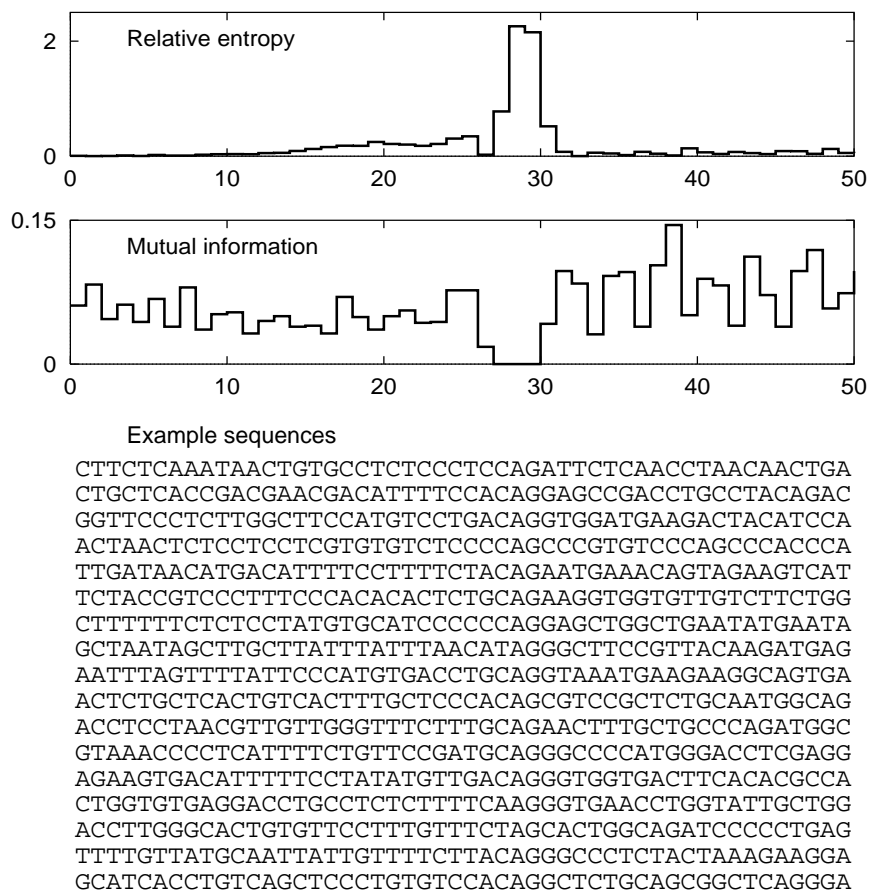 2
Relative entropy
0
0 10 20 30 40 50
0.15
Mutual information
0
0 10 20 30 40 50
Example sequences
CTTCTCAAATAACTGTGCCTCTCCCTCCAGATTCTCAACCTAACAACTGA
CTGCTCACCGACGAACGACATTTTCCACAGGAGCCGACCTGCCTACAGAC
GGTTCCCTCTTGGCTTCCATGTCCTGACAGGTGGATGAAGACTACATCCA
ACTAACTCTCCTCCTCGTGTGTCTCCCCAGCCCGTGTCCCAGCCCACCCA
TTGATAACATGACATTTTCCTTTTCTACAGAATGAAACAGTAGAAGTCAT
TCTACCGTCCCTTTCCCACACACTCTGCAGAAGGTGGTGTTGTCTTCTGG
CTTTTTTCTCTCCTATGTGCATCCCCCCAGGAGCTGGCTGAATATGAATA
GCTAATAGCTTGCTTATTTATTTAACATAGGGCTTCCGTTACAAGATGAG
AATTTAGTTTTATTCCCATGTGACCTGCAGGTAAATGAAGAAGGCAGTGA
ACTCTGCTCACTGTCACTTTGCTCCCACAGCGTCCGCTCTGCAATGGCAG
ACCTCCTAACGTTGTTGGGTTTCTTTGCAGAACTTTGCTGCCCAGATGGC
GTAAACCCCTCATTTTCTGTTCCGATGCAGGGCCCCATGGGACCTCGAGG
AGAAGTGACATTTTTCCTATATGTTGACAGGGTGGTGACTTCACACGCCA
CTGGTGTGAGGACCTGCCTCTCTTTTCAAGGGTGAACCTGGTATTGCTGG
ACCTTGGGCACTGTGTTCCTTTGTTTCTAGCACTGGCAGATCCCCCTGAG
TTTTGTTATGCAATTATTGTTTTCTTACAGGGCCCTCTACTAAAGAAGGA
GCATCACCTGTCAGCTCCCTGTGTCCACAGGCTCTGCAGCGGCTCAGGGA